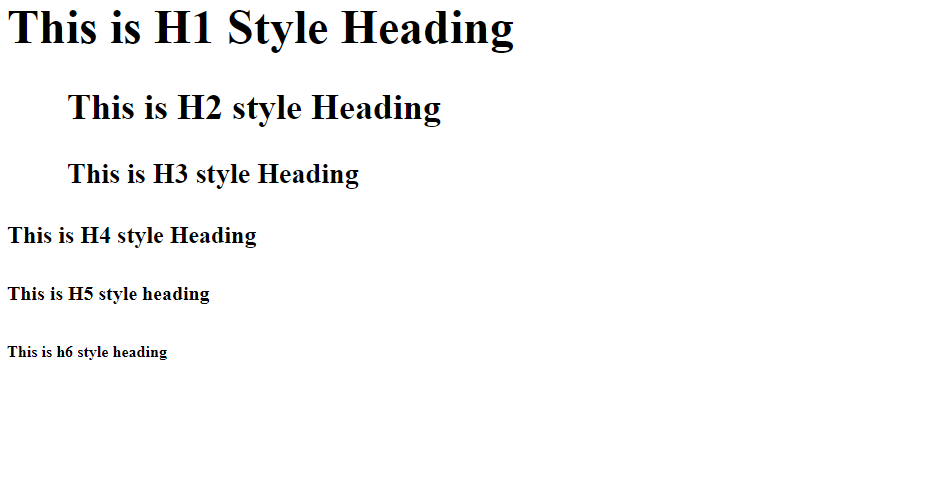 This is H1 Style Heading
This is H2 style Heading
This is H3 style Heading
This is H4 style Heading
This is H5 style heading
This is h6 style heading